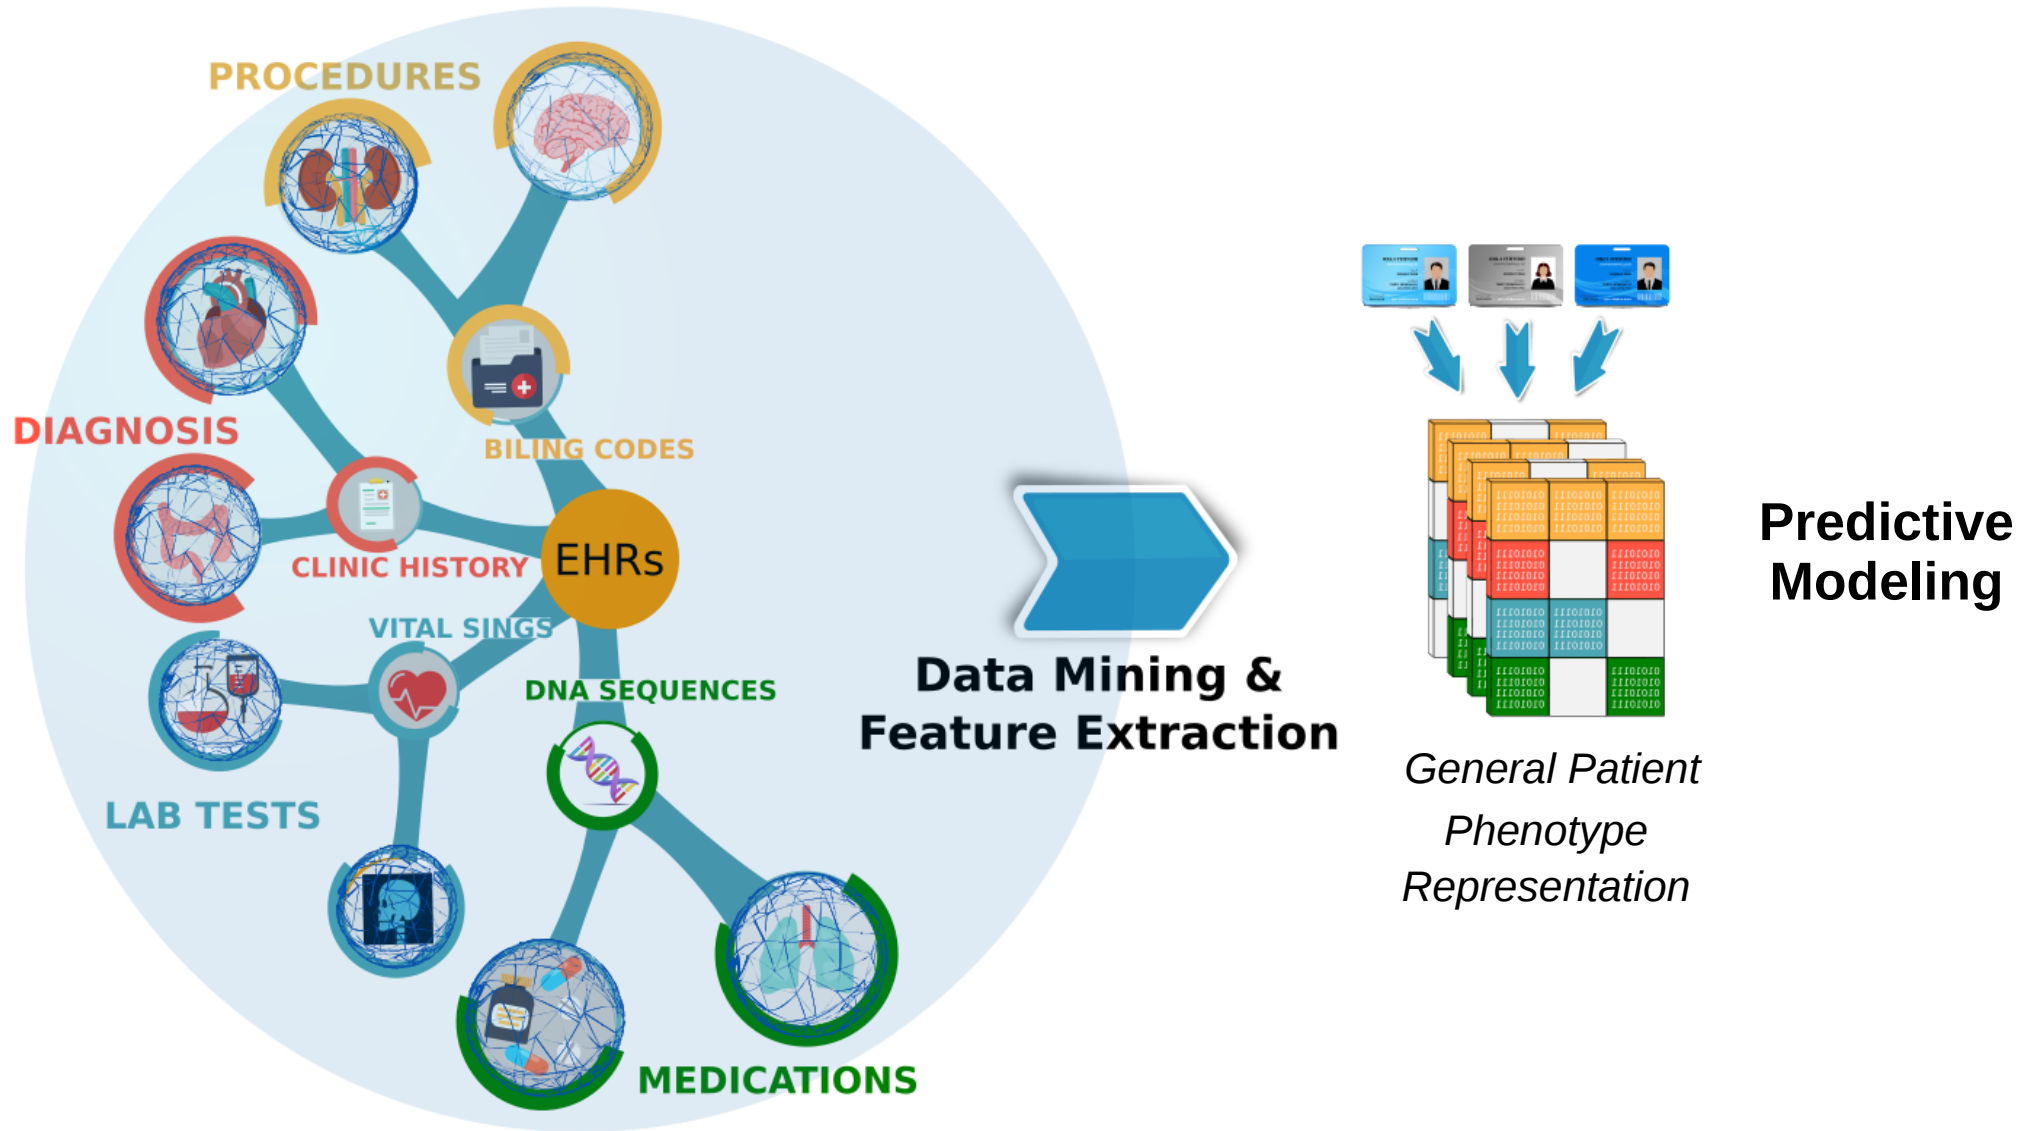 PROCEDURES
BILING CODES
DIAGNOSIS
CLINIC HISTORY
EHRs
VITAL SINGS
DNA SEQUENCES
LAB TESTS
MEDICATIONS
Data Mining &
Feature Extraction
General Patient
Phenotype
Representation
Predictive
Modeling